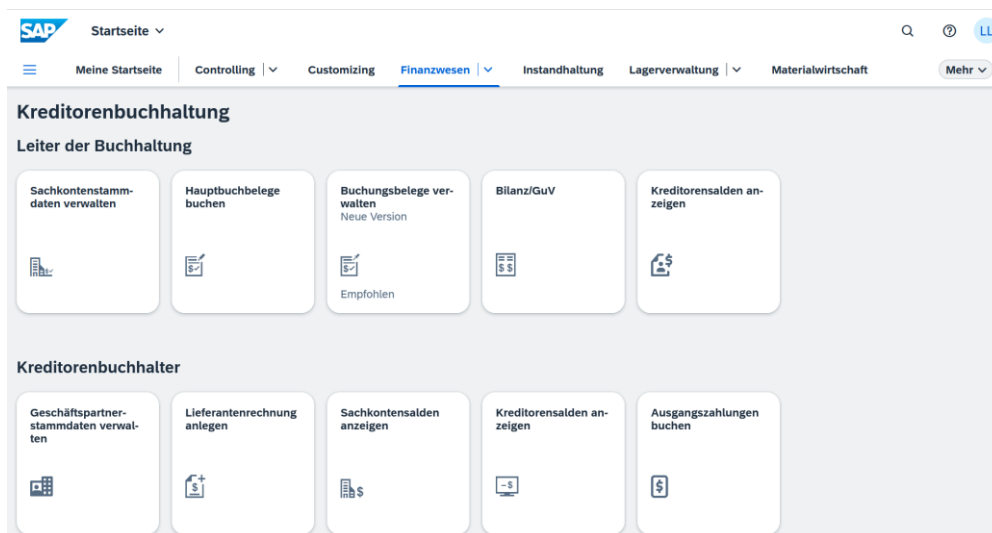 SAP Startseite LL
Meine Startseite Controlling Customizing Finanzwesen Instandhaltung Lagerverwaltung Materialwirtschaft Mehr
Kreditorenbuchhaltung
Leiter der Buchhaltung
Sachkontenstamm-
daten verwalten
Hauptbuchbelege
buchen
Buchungsbelege ver-
walten
Neue Version
Empfohlen
Bilanz/GuV
Kreditorensalden an-
zeigen
Kreditorenbuchhalter
Geschäftspartner-
stammdaten verwal-
ten
Lieferantenrechnung
anlegen
Sachkontensalden
anzeigen
Kreditorensalden an-
zeigen
Ausgangszahlungen
buchen